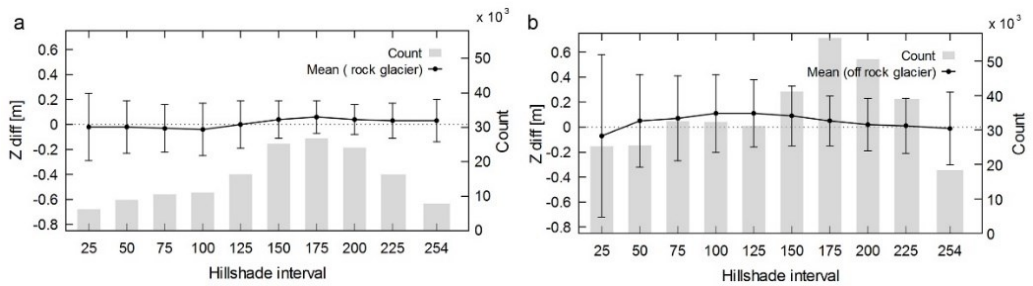 a
x 10³
Count
Mean ( rock glacier)
Z diff [m]
0.6
0.4
0.2
0
-0.2
-0.4
-0.6
-0.8
50
40
30
20
10
0
Count
25 50 75 100 125 150 175 200 225 254
Hillshade interval
b
x 10³
Count
Mean (off rock glacier)
Z diff [m]
0.6
0.4
0.2
0
-0.2
-0.4
-0.6
-0.8
50
40
30
20
10
0
Count
25 50 75 100 125 150 175 200 225 254
Hillshade interval